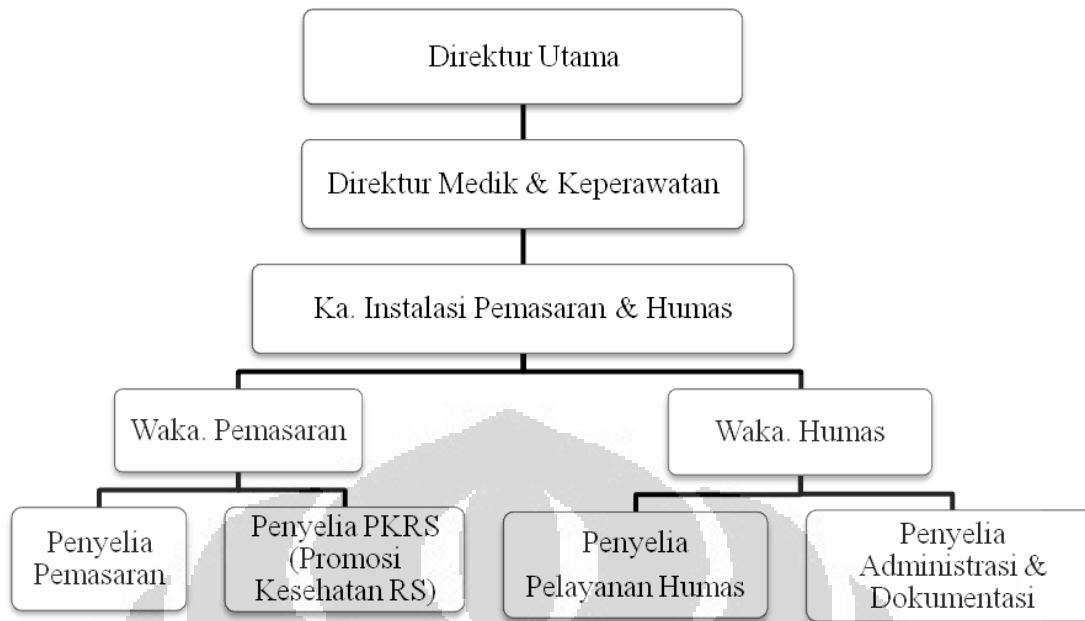 Direktur Utama
Direktur Medik & Keperawatan
Ka. Instalasi Pemasaran & Humas
Waka. Pemasaran
Waka. Humas
Penyelia
Pemasaran
Penyelia PKRS
(Promosi
Kesehatan RS)
Penyelia
Pelayanan Humas
Penyelia
Administrasi &
Dokumentasi